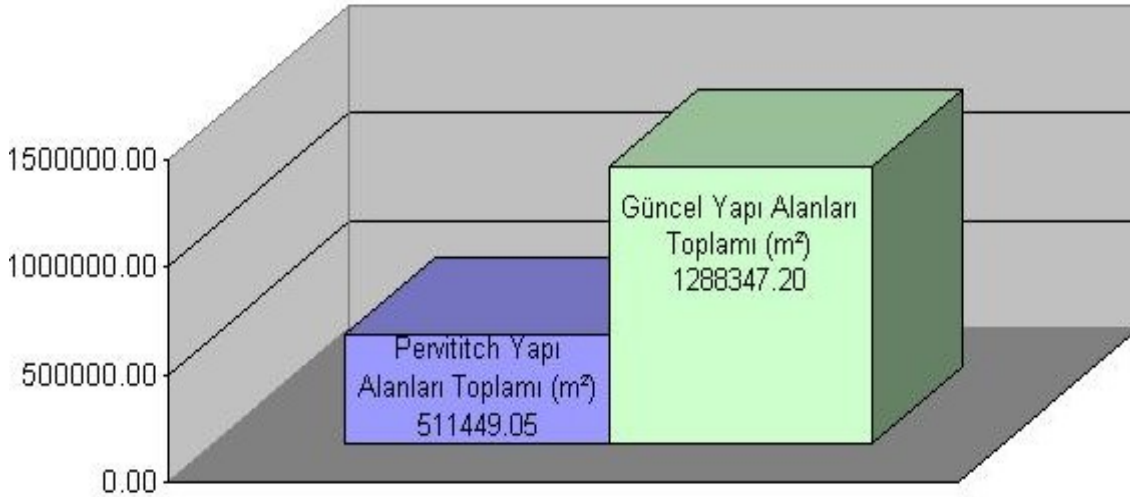 1500000.00
1000000.00
500000.00
0.00
Pervititch Yapı
Alanları Toplamı (m²)
511449.05
Güncel Yapı Alanları
Toplamı (m²)
1288347.20